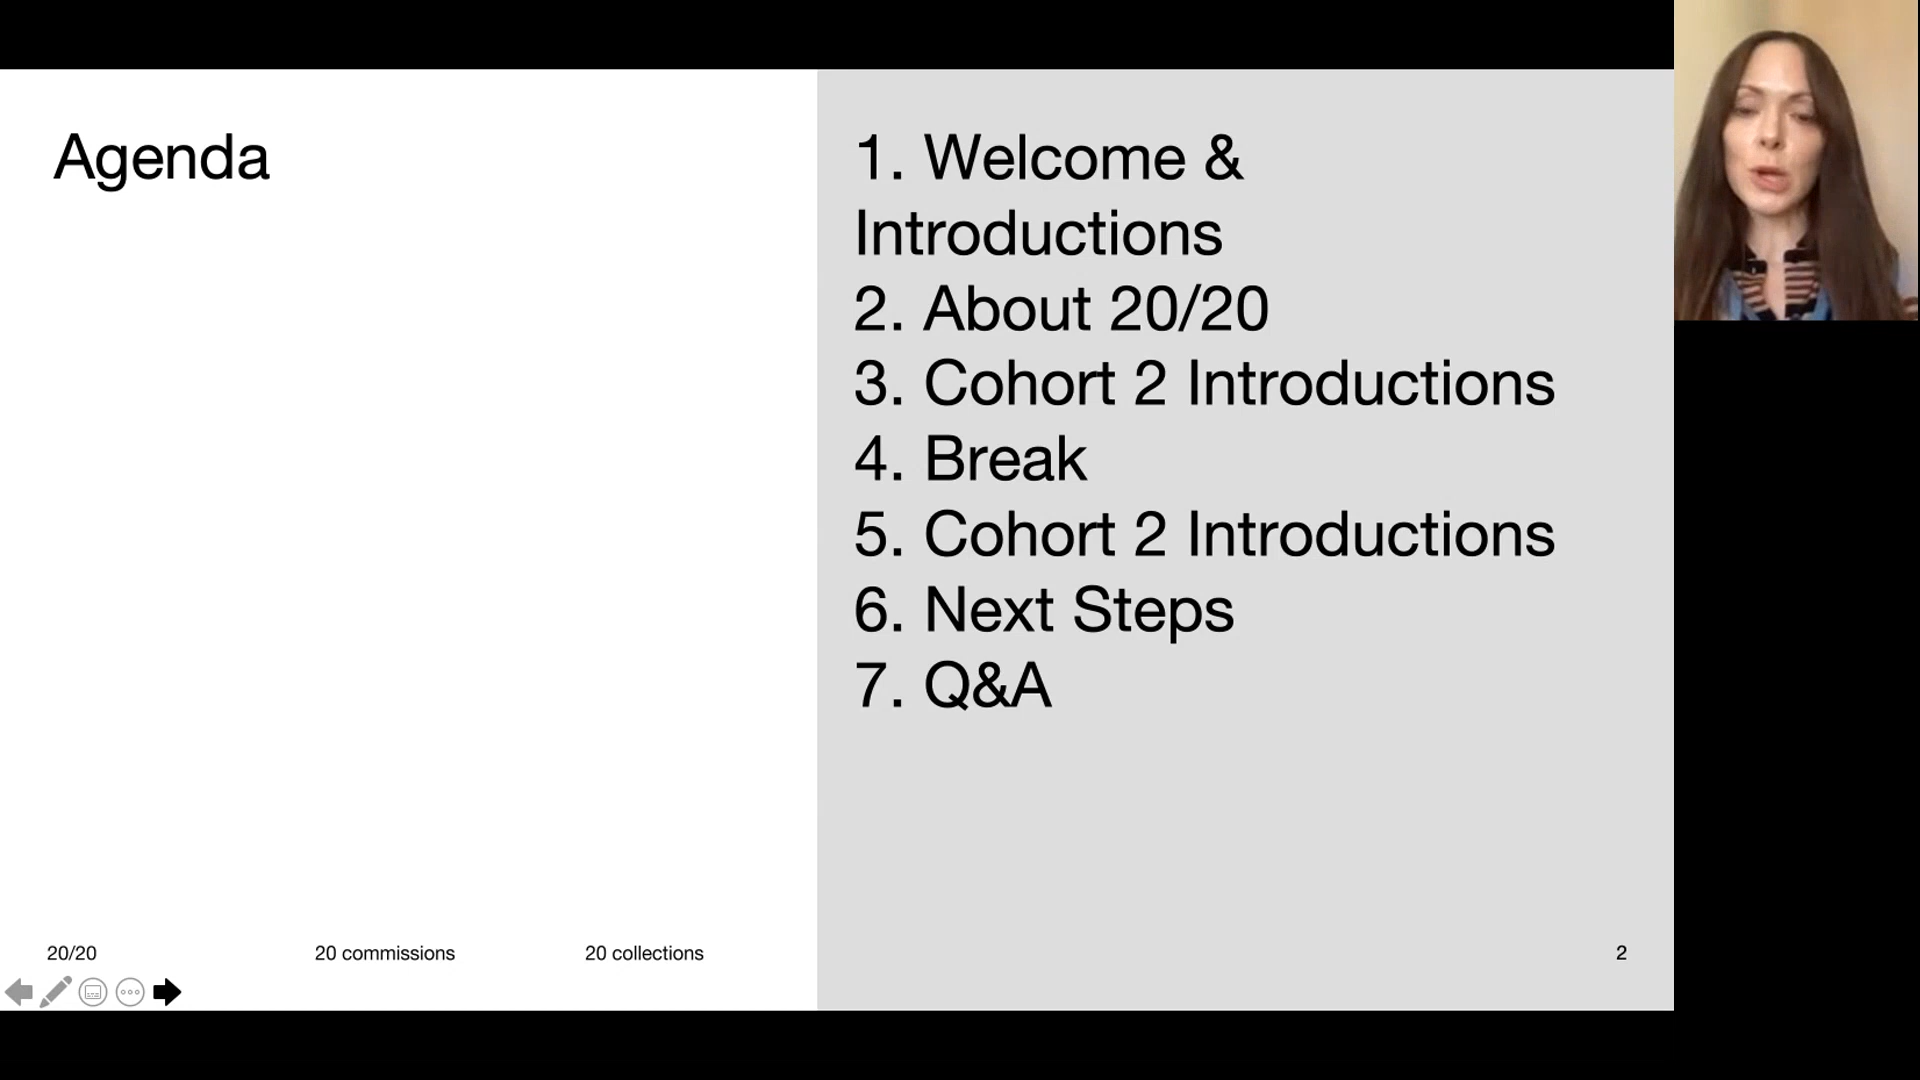 Agenda
1. Welcome &
Introductions
2. About 20/20
3. Cohort 2 Introductions
4. Break
5. Cohort 2 Introductions
6. Next Steps
7. Q&A
20/20
20 commissions
20 collections
2